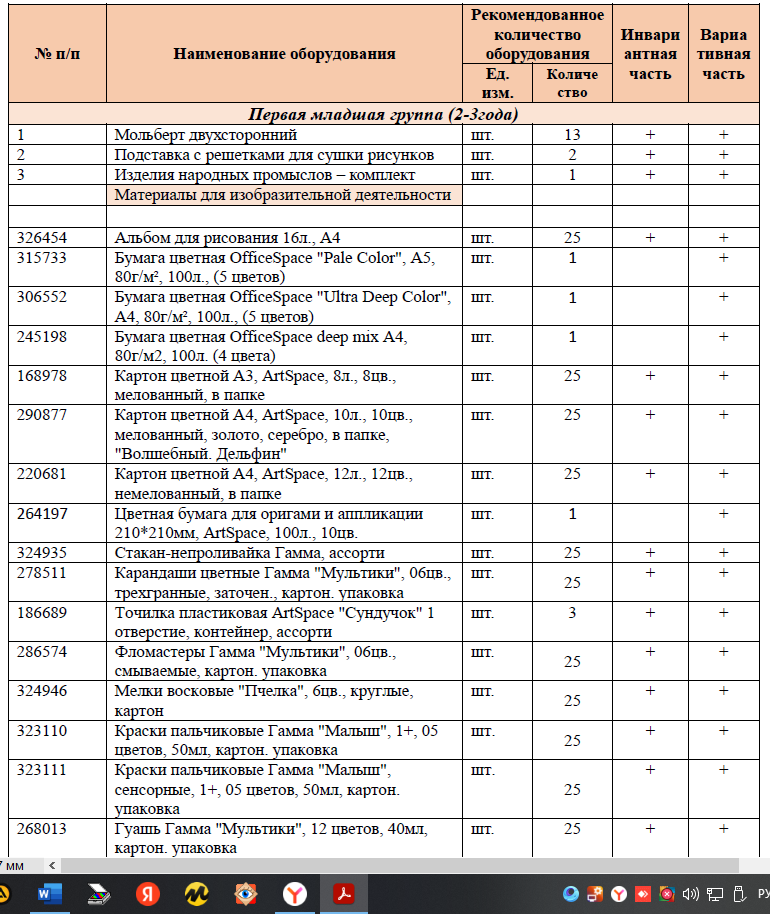 № п/п Наименование оборудования Рекомендованное количество оборудования Инвари Вариа
антная тивная
часть часть
Ед. Количе
изм. ство
Первая младшая группа (2-3года)
1 Мольберт двухсторонний шт. 13 + +
2 Подставка с решетками для сушки рисунков шт. 2 + +
3 Изделия народных промыслов – комплект шт. 1 + +
Материалы для изобразительной деятельности
326454 Альбом для рисования 16л., А4 шт. 25 + +
315733 Бумага цветная OfficeSpace "Pale Color", А5, шт. 1 +
80г/м², 100л., (5 цветов)
306552 Бумага цветная OfficeSpace "Ultra Deep Color", шт. 1 +
А4, 80г/м², 100л., (5 цветов)
245198 Бумага цветная OfficeSpace deep mix А4, шт. 1 +
80г/м2, 100л. (4 цвета)
168978 Картон цветной А3, ArtSpace, 8л., 8цв., шт. 25 + +
мелованный, в папке
290877 Картон цветной А4, ArtSpace, 10л., 10цв., шт. 25 + +
мелованный, золото, серебро, в папке,
"Волшебный. Дельфин"
220681 Картон цветной А4, ArtSpace, 12л., 12цв., шт. 25 + +
немелованный, в папке
264197 Цветная бумага для оригами и аппликации шт. 1 +
210*210мм, ArtSpace, 100л., 10цв.
324935 Стакан-непроливайка Гамма, ассорти шт. 25 + +
278511 Карандаши цветные Гамма "Мультики", 06цв., шт. 25 + +
трехгранные, заточен., картон. упаковка
186689 Точилка пластиковая ArtSpace "Сундучок" 1 шт. 3 + +
отверстие, контейнер, ассорти
286574 Фломастеры Гамма "Мультики", 06цв., шт. 25 + +
смываемые, картон. упаковка
324946 Мелки восковые "Пчелка", 6цв., круглые, шт. 25 + +
картон
323110 Краски пальчиковые Гамма "Малыш", 1+, 05 шт. 25 + +
цветов, 50мл, картон. упаковка
323111 Краски пальчиковые Гамма "Малыш", шт. 25 + +
сенсорные, 1+, 05 цветов, 50мл, картон.
упаковка
268013 Гуашь Гамма "Мультики", 12 цветов, 40мл, шт. 25 + +
картон. упаковка
7 мм
РУ